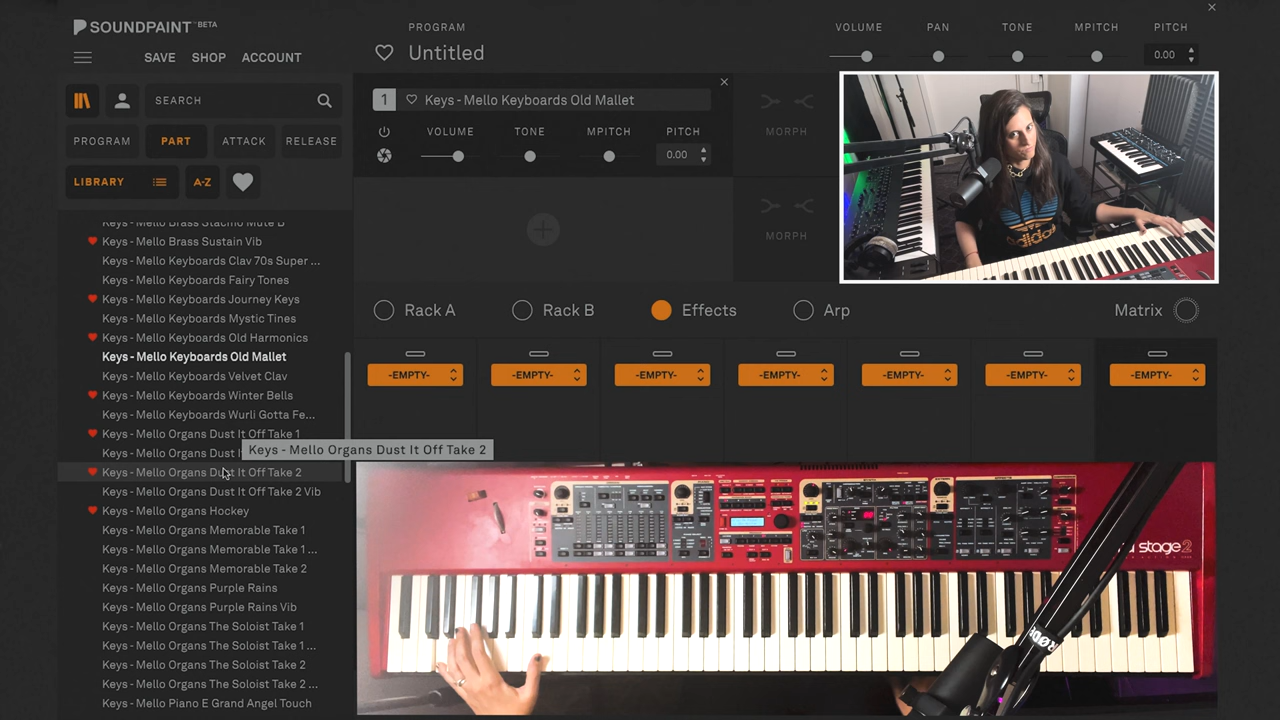 SOUNDPAINT BETA
SAVE SHOP ACCOUNT
SEARCH
PROGRAM PART ATTACK RELEASE
LIBRARY A-Z
Keys - Mello Brass Staccato Mute B
Keys - Mello Brass Sustain Vib
Keys - Mello Keyboards Clav 70s Super ...
Keys - Mello Keyboards Fairy Tones
Keys - Mello Keyboards Journey Keys
Keys - Mello Keyboards Mystic Tines
Keys - Mello Keyboards Old Harmonics
Keys - Mello Keyboards Old Mallet
Keys - Mello Keyboards Velvet Clav
Keys - Mello Keyboards Winter Bells
Keys - Mello Keyboards Wurli Gotta Fe...
Keys - Mello Organs Dust It Off Take 1
Keys - Mello Organs Dust I
Keys - Mello Organs Dust It Off Take 2
Keys - Mello Organs Dust It Off Take 2
Keys - Mello Organs Dust It Off Take 2 Vib
Keys - Mello Organs Hockey
Keys - Mello Organs Memorable Take 1
Keys - Mello Organs Memorable Take 1 ...
Keys - Mello Organs Memorable Take 2
Keys - Mello Organs Purple Rains
Keys - Mello Organs Purple Rains Vib
Keys - Mello Organs The Soloist Take 1
Keys - Mello Organs The Soloist Take 1 ...
Keys - Mello Organs The Soloist Take 2
Keys - Mello Organs The Soloist Take 2 ...
Keys - Mello Piano E Grand Angel Touch
PROGRAM
Untitled
VOLUME PAN TONE MPITCH PITCH
0.00
1 Keys - Mello Keyboards Old Mallet
VOLUME TONE MPITCH PITCH
0.00
MORPH
MORPH
adidas
Rack A Rack B Effects Arp Matrix
-EMPTY- -EMPTY- -EMPTY- -EMPTY- -EMPTY- -EMPTY- -EMPTY-
stage2
RØDE